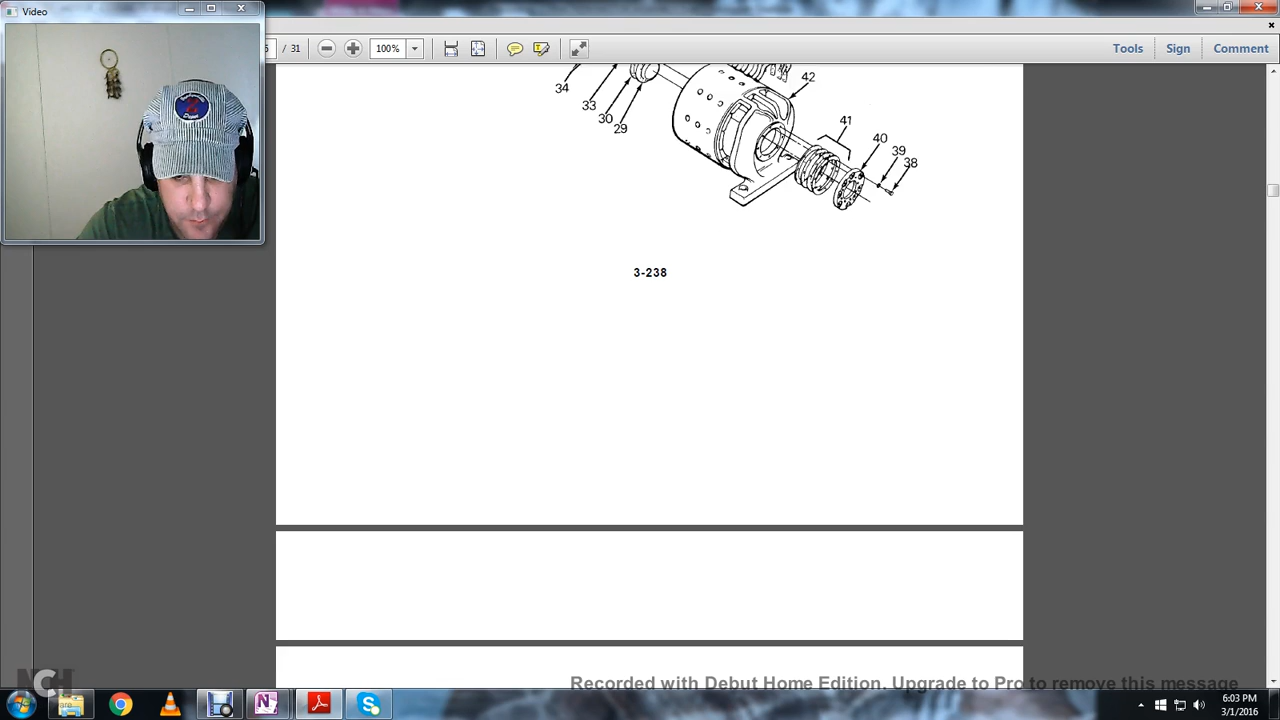 Video
/ 31
100%
Tools
Sign
Comment
42
34
33
30
29
41
40
39
38
3-238
NCH
Recorded with Debut Home Edition. Upgrade to Pro to remove this message
6:03 PM
3/1/2016